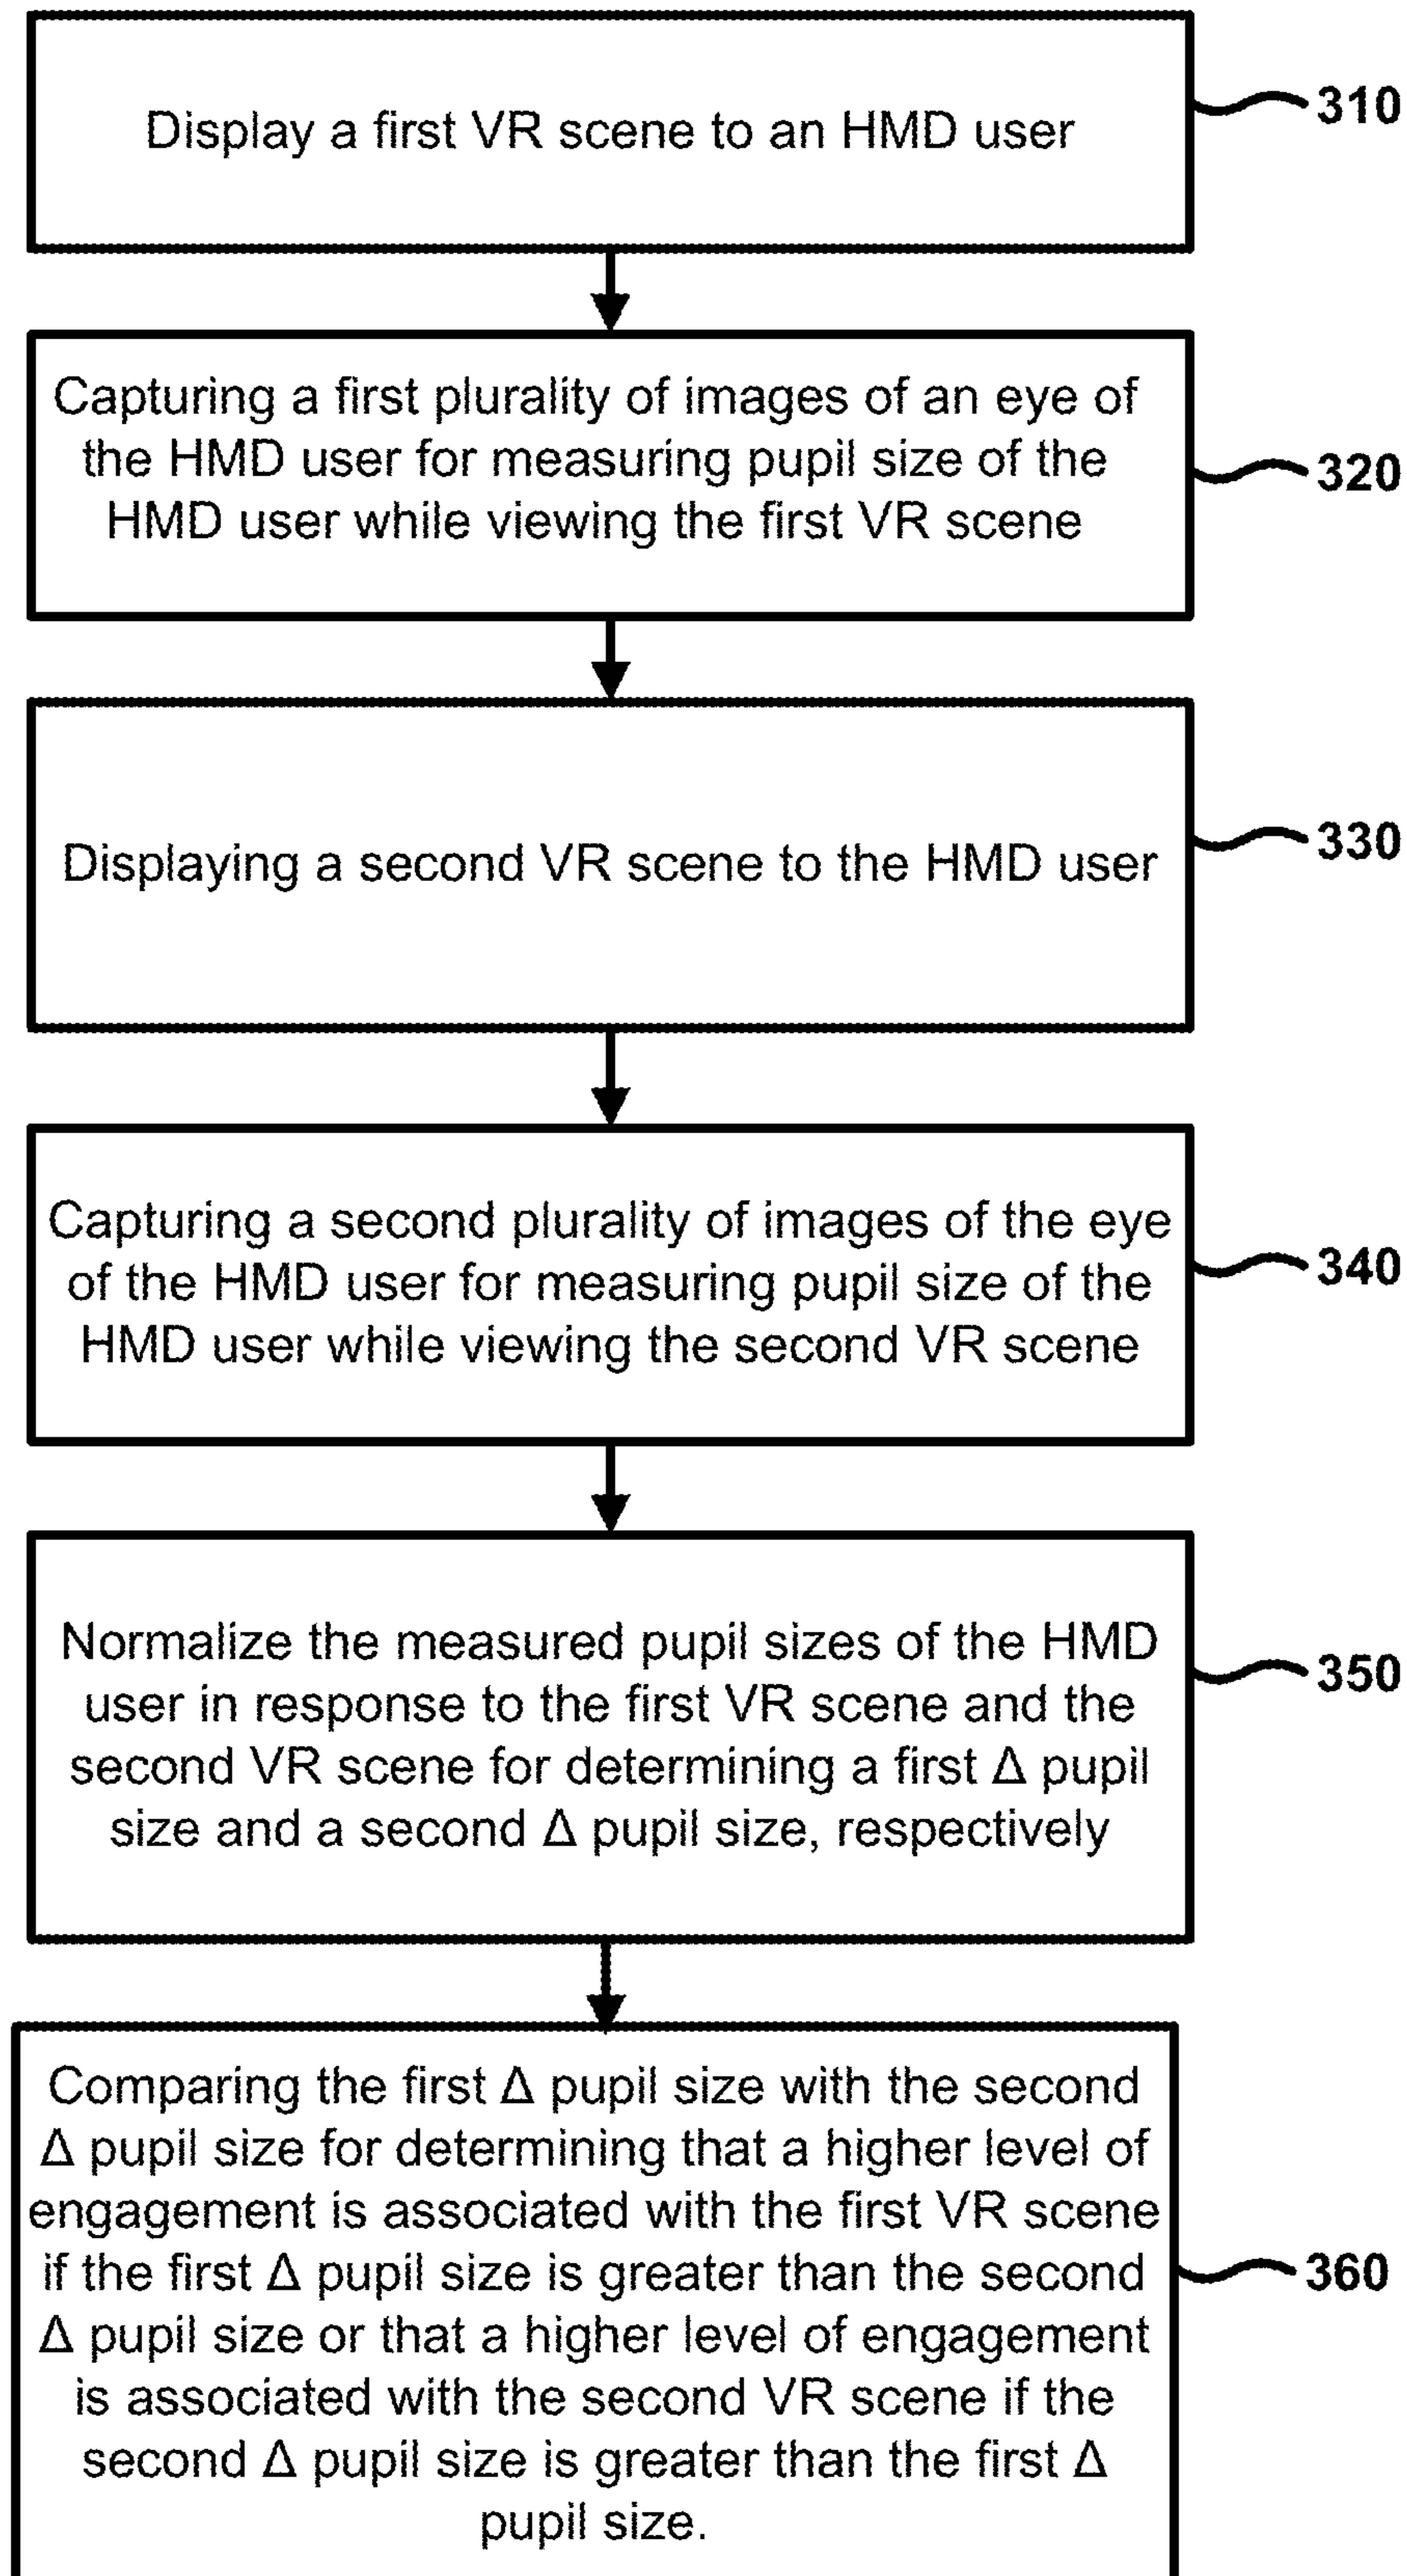 Display a first VR scene to an HMD user
310
Capturing a first plurality of images of an eye of
the HMD user for measuring pupil size of the
HMD user while viewing the first VR scene
320
Displaying a second VR scene to the HMD user
330
Capturing a second plurality of images of the eye
of the HMD user for measuring pupil size of the
HMD user while viewing the second VR scene
340
Normalize the measured pupil sizes of the HMD
user in response to the first VR scene and the
second VR scene for determining a first Δ pupil
size and a second Δ pupil size, respectively
350
Comparing the first Δ pupil size with the second
Δ pupil size for determining that a higher level of
engagement is associated with the first VR scene
if the first Δ pupil size is greater than the second
Δ pupil size or that a higher level of engagement
is associated with the second VR scene if the
second Δ pupil size is greater than the first Δ
pupil size.
360